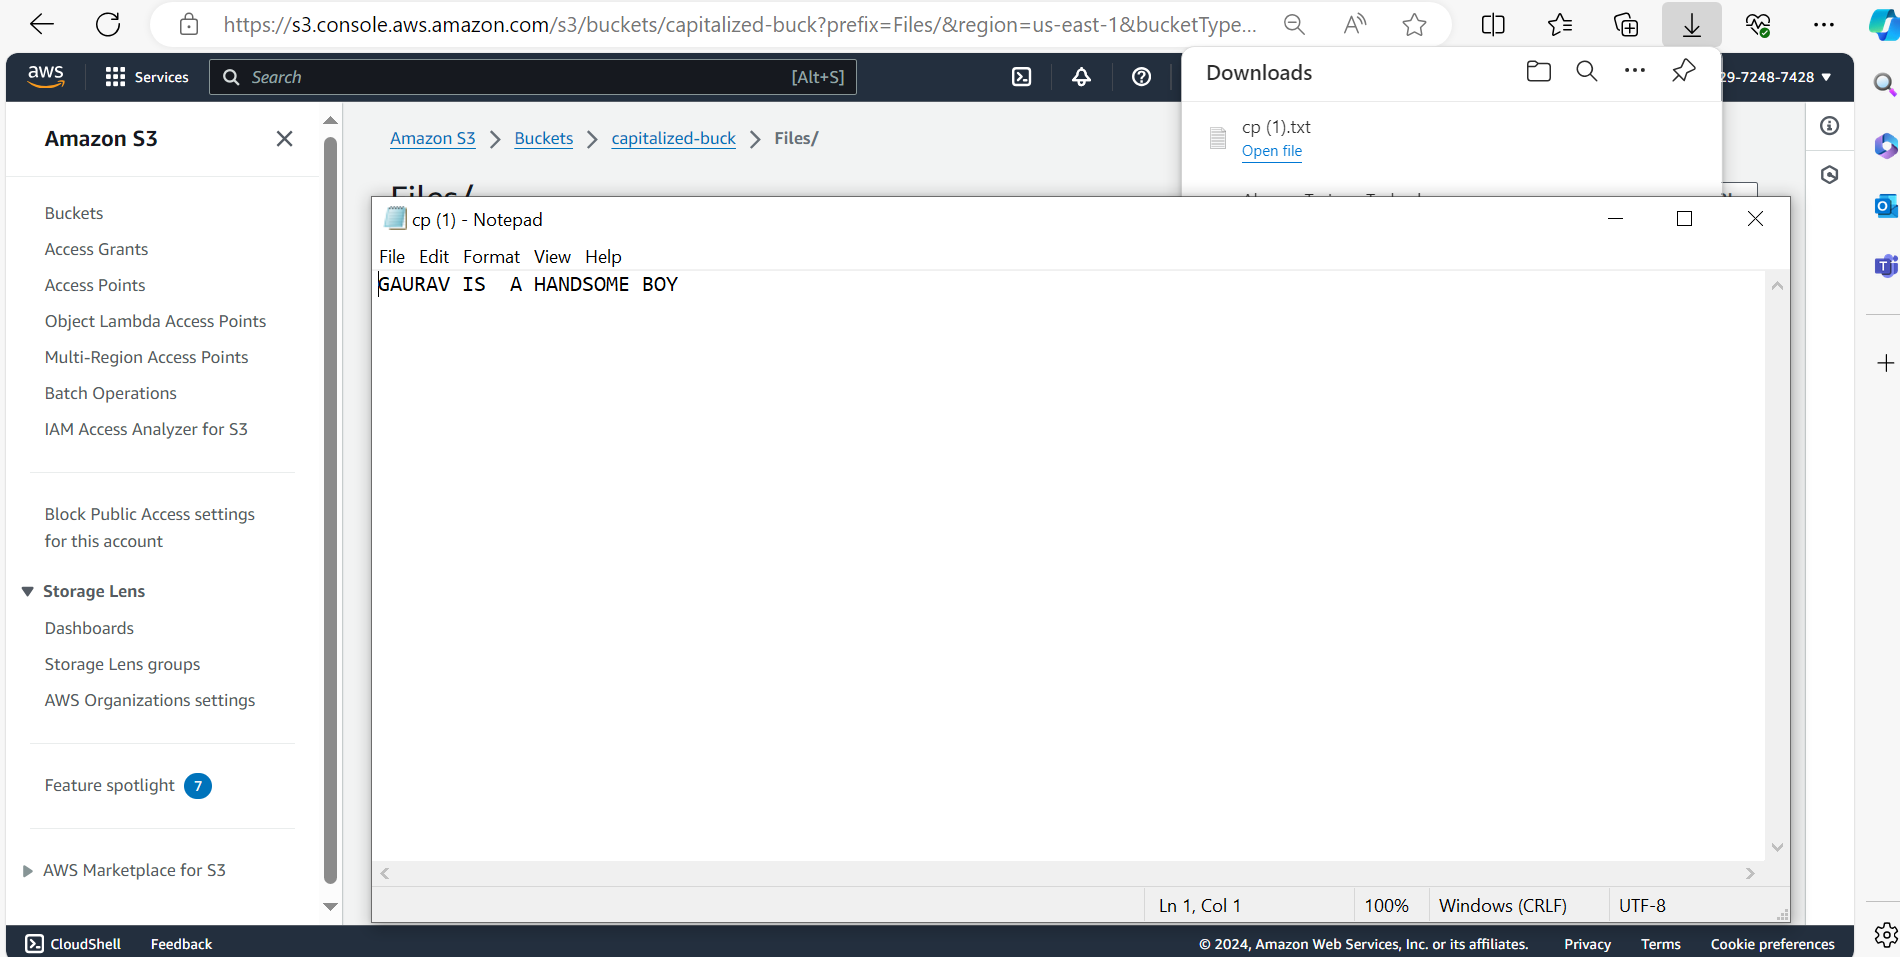 https://s3.console.aws.amazon.com/s3/buckets/capitalized-buck?prefix=Files/&region=us-east-1&bucketType...
aws
Services
Search
[Alt+S]
29-7248-7428
Downloads
cp (1).txt
Open file
Amazon S3
Buckets
Access Grants
Access Points
Object Lambda Access Points
Multi-Region Access Points
Batch Operations
IAM Access Analyzer for S3
Block Public Access settings
for this account
Storage Lens
Dashboards
Storage Lens groups
AWS Organizations settings
Feature spotlight 7
AWS Marketplace for S3
Amazon S3 > Buckets > capitalized-buck > Files/
Files/
cp (1) - Notepad
File Edit Format View Help
GAURAV IS  A HANDSOME BOY
Ln 1, Col 1 100% Windows (CRLF) UTF-8
CloudShell Feedback © 2024, Amazon Web Services, Inc. or its affiliates. Privacy Terms Cookie preferences